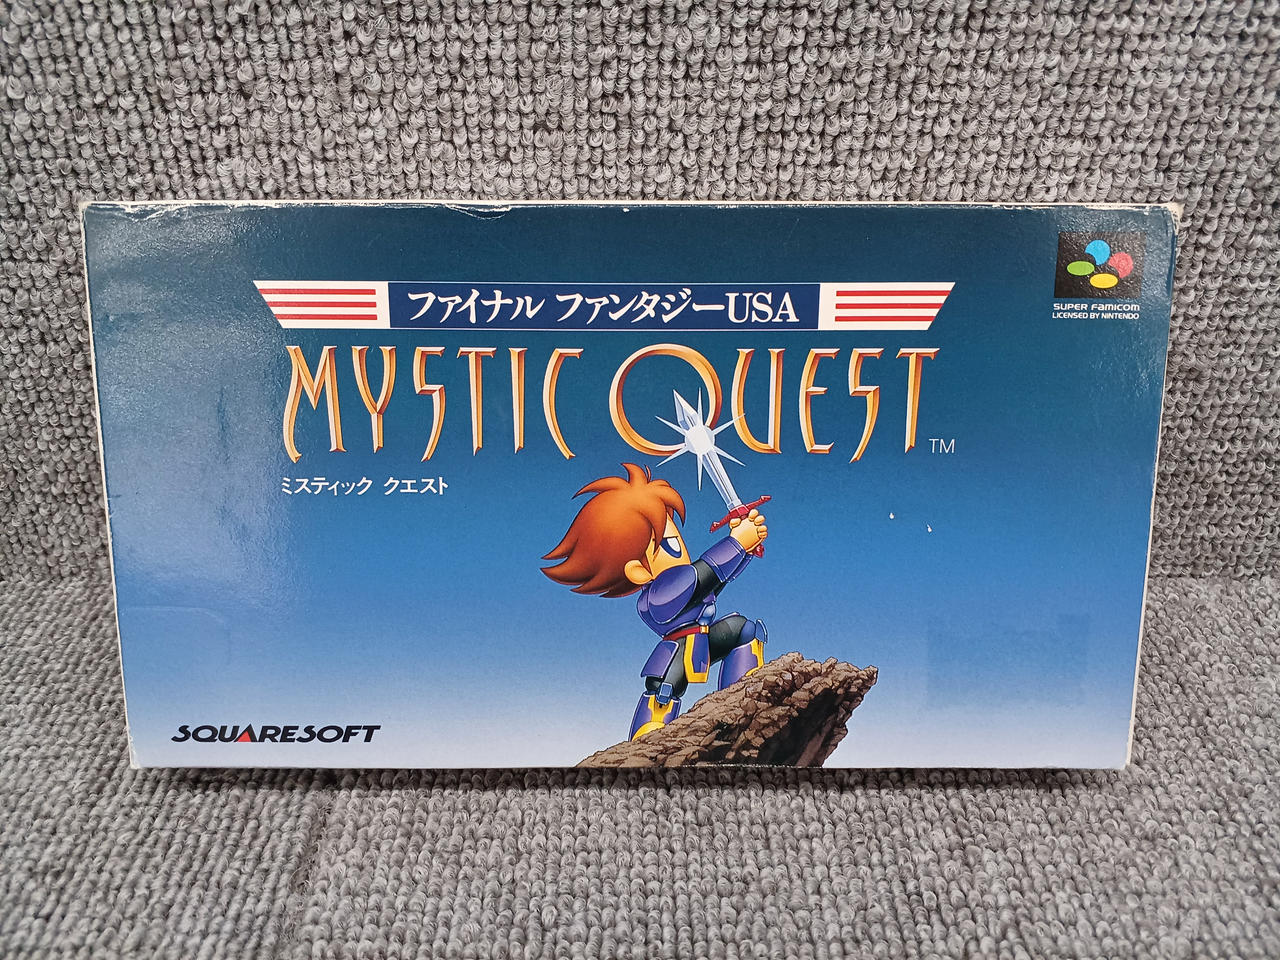 ファイナル ファンタジーUSA
MYSTIC QUEST
TM
ミスティック クエスト
SUPER FAMICOM
LICENSED BY NINTENDO
SQUARESOFT